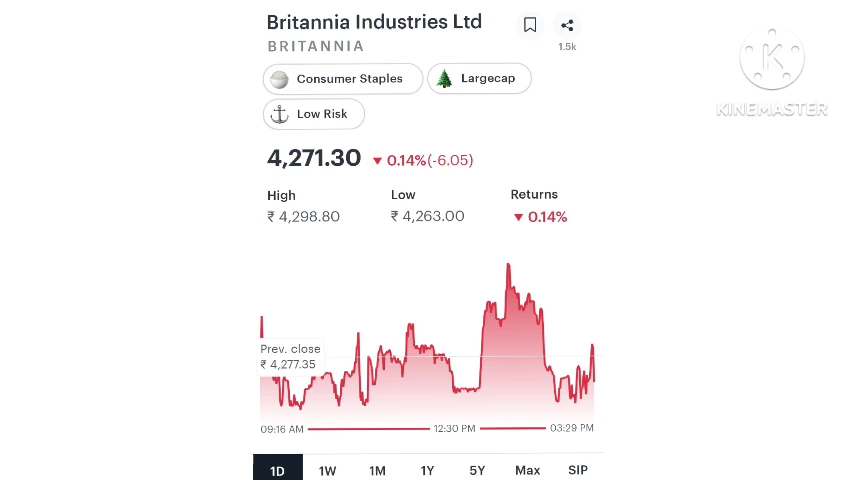 Britannia Industries Ltd
BRITANNIA
1.5k
Consumer Staples
Largecap
Low Risk
K
KINEMASTER
4,271.30 ▼ 0.14%(-6.05)
High Low Returns
₹ 4,298.80 ₹ 4,263.00 ▼ 0.14%
Prev. close
₹ 4,277.35
09:16 AM 12:30 PM 03:29 PM
1D 1W 1M 1Y 5Y Max SIP